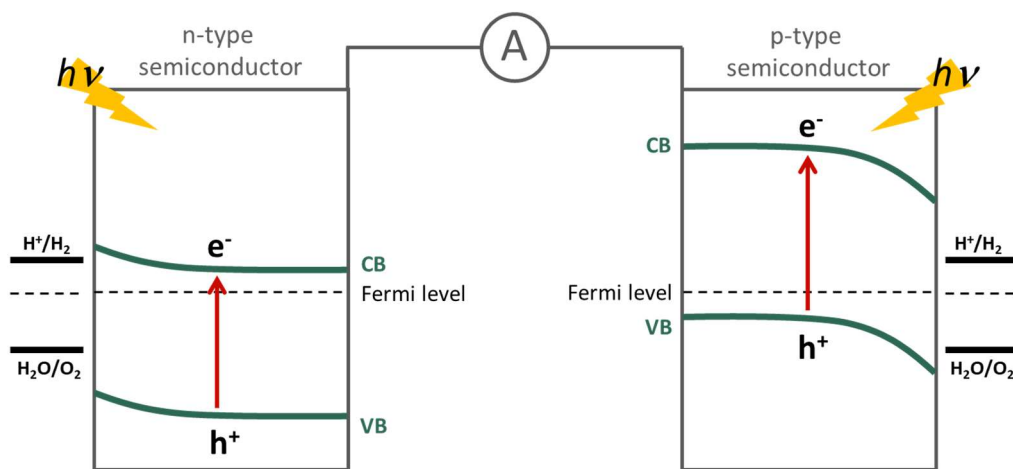 n-type
semiconductor
A
p-type
semiconductor
hν
hν
e-
CB
H+/H2
H+/H2
e-
CB
Fermi level
Fermi level
VB
H2O/O2
h+
H2O/O2
VB
h+